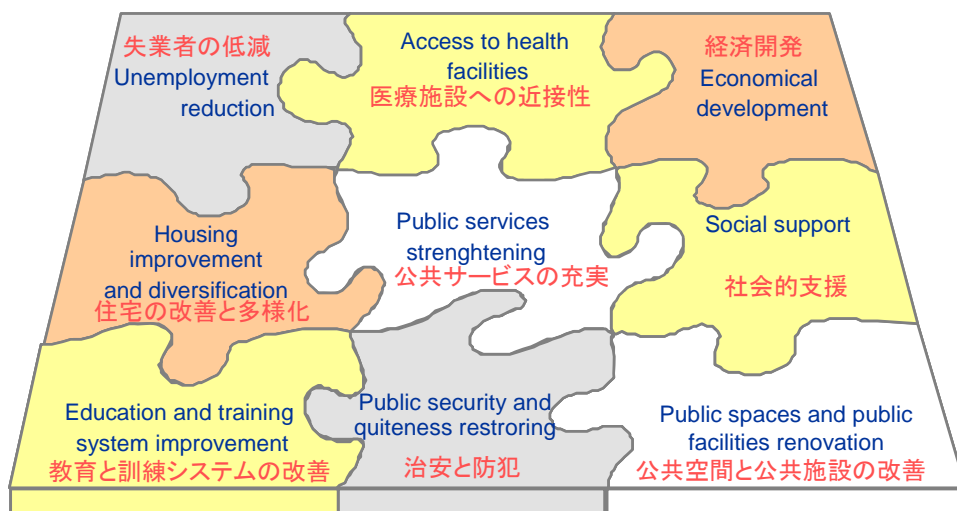 失業者の低減
Unemployment
reduction
Access to health
facilities
医療施設への近接性
経済開発
Economical
development
Housing
improvement
and diversification
住宅の改善と多様化
Public services
strenghtening
公共サービスの充実
Social support
社会的支援
Education and training
system improvement
教育と訓練システムの改善
Public security and
quiteness restroring
治安と防犯
Public spaces and public
facilities renovation
公共空間と公共施設の改善